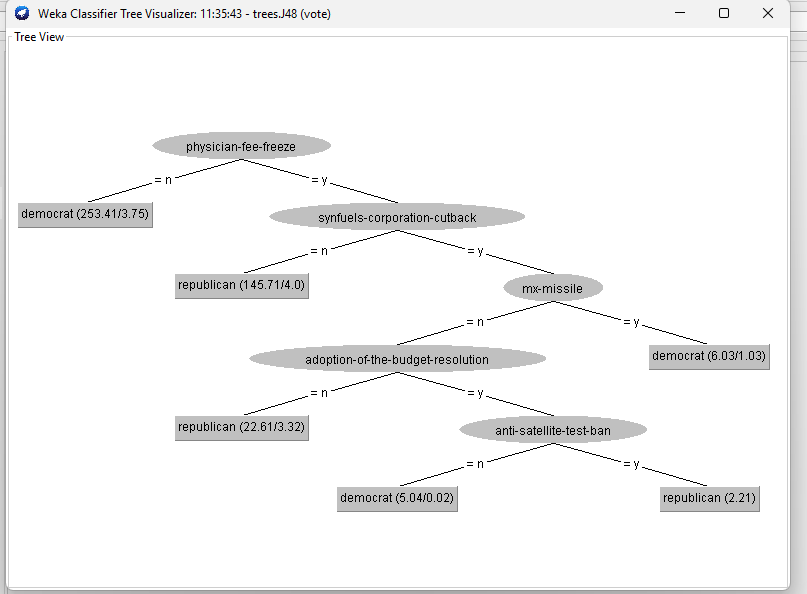 Weka Classifier Tree Visualizer: 11:35:43 - trees.J48 (vote)
Tree View
physician-fee-freeze
= n
= y
democrat (253.41/3.75)
synfuels-corporation-cutback
= n
= y
republican (145.71/4.0)
mx-missile
= n
= y
adoption-of-the-budget-resolution
democrat (6.03/1.03)
= n
= y
republican (22.61/3.32)
anti-satellite-test-ban
= n
= y
democrat (5.04/0.02)
republican (2.21)